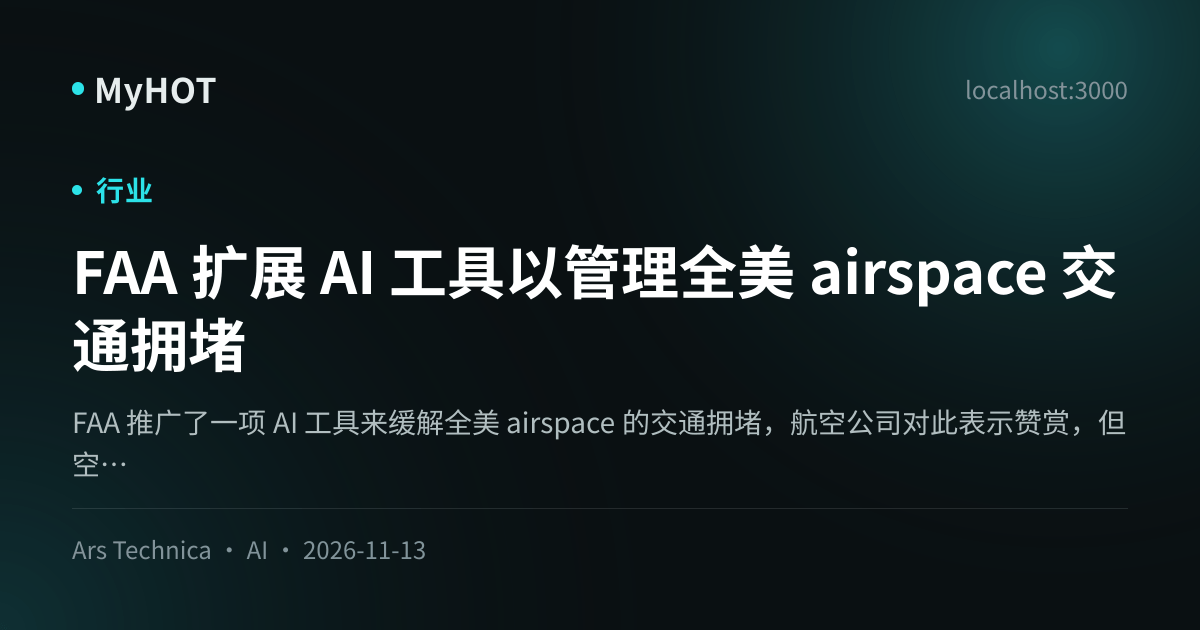 MyHOT
localhost:3000
行业
FAA 扩展 AI 工具以管理全美 airspace 交
通拥堵
FAA 推广了一项 AI 工具来缓解全美 airspace 的交通拥堵，航空公司对此表示赞赏，但
空…
Ars Technica · AI · 2026-11-13